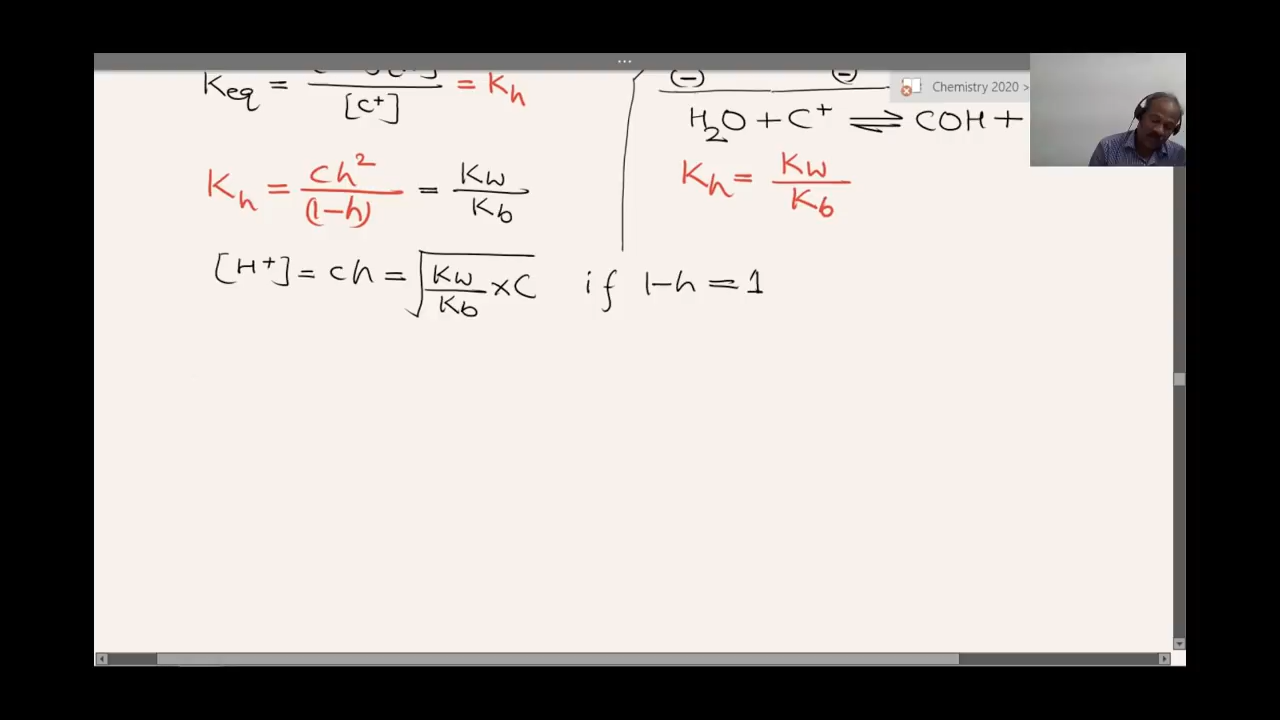 Keq = / [C+] = Kh
H2O + C+ ⇌ COH +
Kh = ch²/(1-h) = Kw/Kb
Kh = Kw/Kb
[H+] = ch = √(Kw/Kb × C) if 1-h = 1
Chemistry 2020 >